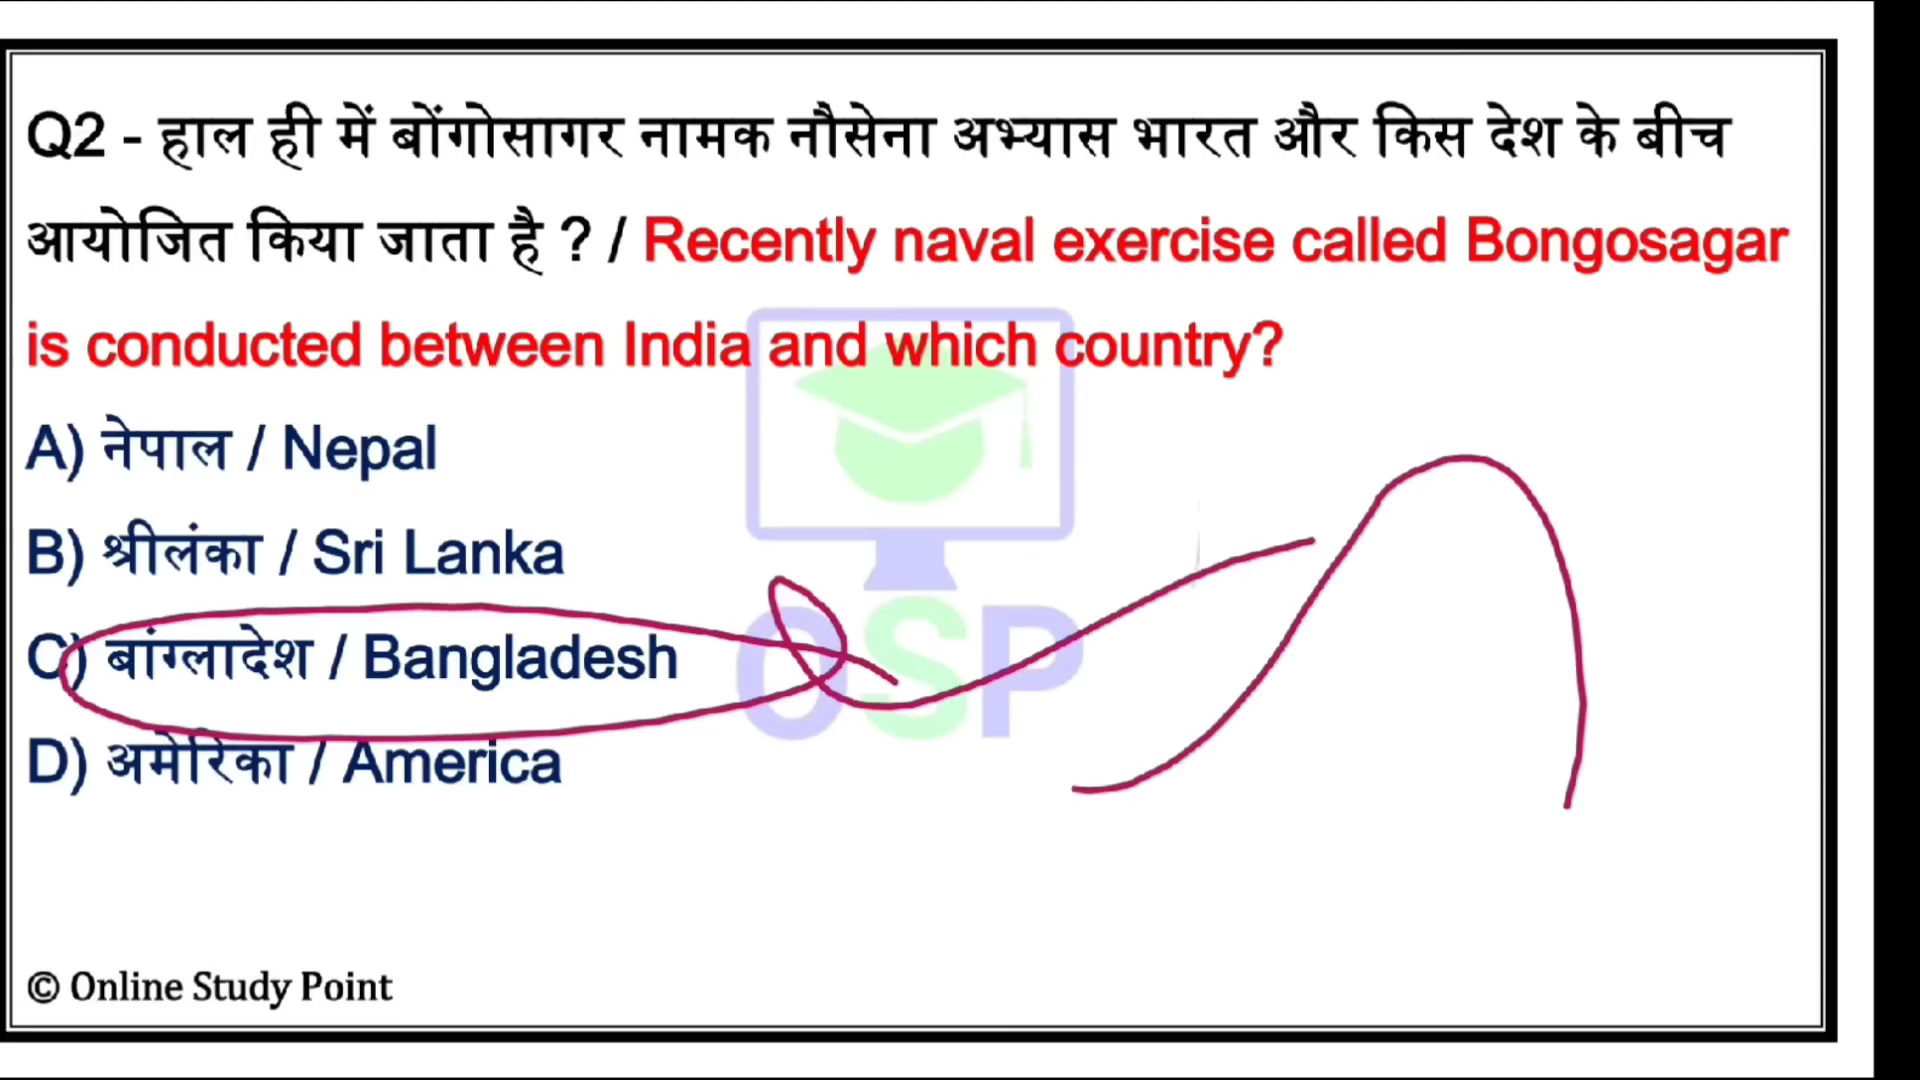 Q2 - हाल ही में बोंगोसागर नामक नौसेना अभ्यास भारत और किस देश के बीच
आयोजित किया जाता है ? / Recently naval exercise called Bongosagar
is conducted between India and which country?
A) नेपाल / Nepal
B) श्रीलंका / Sri Lanka
C) बांग्लादेश / Bangladesh
D) अमेरिका / America
OSP
© Online Study Point